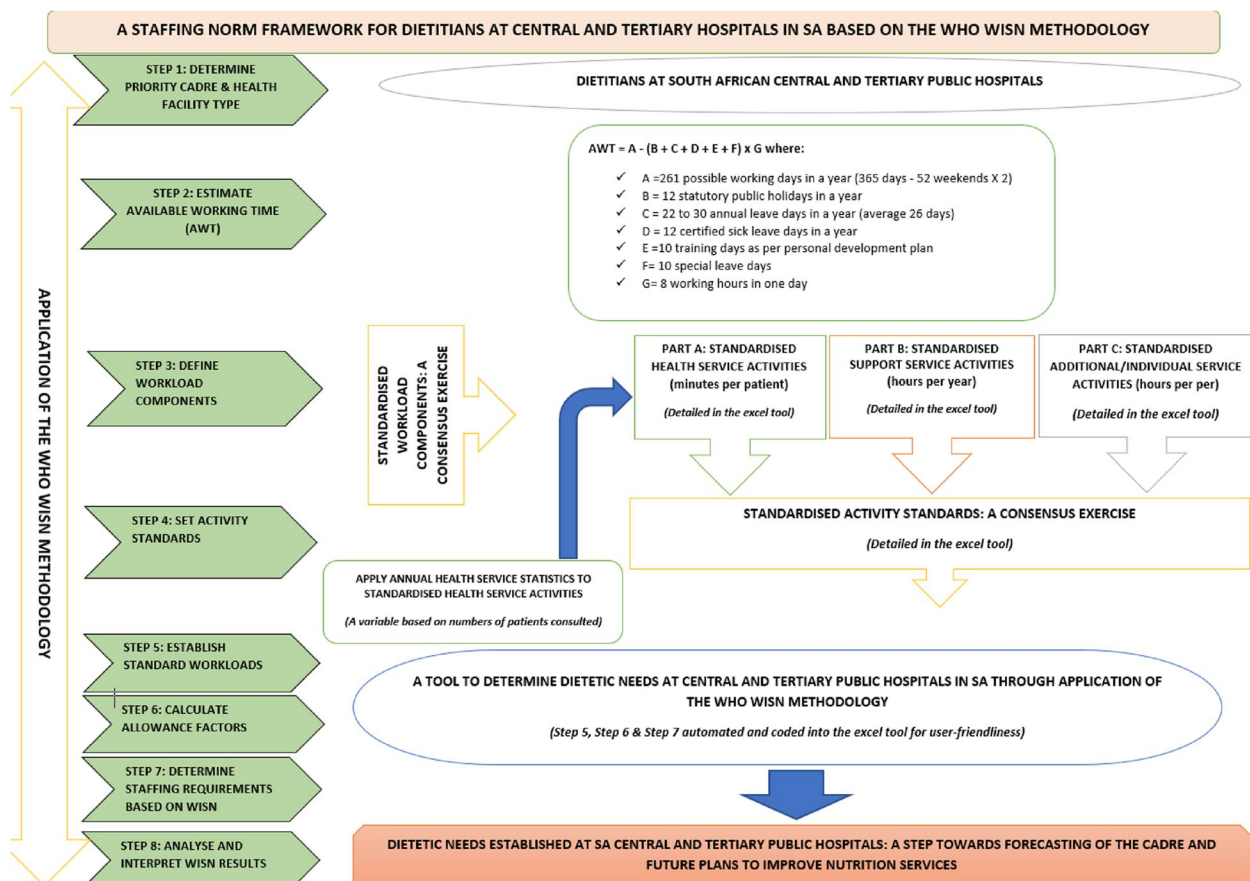 A STAFFING NORM FRAMEWORK FOR DIETITIANS AT CENTRAL AND TERTIARY HOSPITALS IN SA BASED ON THE WHO WISN METHODOLOGY
APPLICATION OF THE WHO WISN METHODOLOGY
STEP 1: DETERMINE
PRIORITY CADRE & HEALTH
FACILITY TYPE
DIETITIANS AT SOUTH AFRICAN CENTRAL AND TERTIARY PUBLIC HOSPITALS
STEP 2: ESTIMATE
AVAILABLE WORKING TIME
(AWT)
AWT = A - (B + C + D + E + F) x G where:
✓ A =261 possible working days in a year (365 days - 52 weekends X 2)
✓ B = 12 statutory public holidays in a year
✓ C = 22 to 30 annual leave days in a year (average 26 days)
✓ D = 12 certified sick leave days in a year
✓ E =10 training days as per personal development plan
✓ F= 10 special leave days
✓ G= 8 working hours in one day
STEP 3: DEFINE
WORKLOAD
COMPONENTS
STANDARDISED
WORKLOAD
COMPONENTS: A
CONSENSUS EXERCISE
PART A: STANDARDISED
HEALTH SERVICE ACTIVITIES
(minutes per patient)
(Detailed in the excel tool)
PART B: STANDARDISED
SUPPORT SERVICE ACTIVITIES
(hours per year)
(Detailed in the excel tool)
PART C: STANDARDISED
ADDITIONAL/INDIVIDUAL SERVICE
ACTIVITIES (hours per per)
(Detailed in the excel tool)
STEP 4: SET ACTIVITY
STANDARDS
STANDARDISED ACTIVITY STANDARDS: A CONSENSUS EXERCISE
(Detailed in the excel tool)
APPLY ANNUAL HEALTH SERVICE STATISTICS TO
STANDARDISED HEALTH SERVICE ACTIVITIES
(A variable based on numbers of patients consulted)
STEP 5: ESTABLISH
STANDARD WORKLOADS
STEP 6: CALCULATE
ALLOWANCE FACTORS
STEP 7: DETERMINE
STAFFING REQUIREMENTS
BASED ON WISN
A TOOL TO DETERMINE DIETETIC NEEDS AT CENTRAL AND TERTIARY PUBLIC HOSPITALS IN SA THROUGH APPLICATION OF
THE WHO WISN METHODOLOGY
(Step 5, Step 6 & Step 7 automated and coded into the excel tool for user-friendliness)
STEP 8: ANALYSE AND
INTERPRET WISN RESULTS
DIETETIC NEEDS ESTABLISHED AT SA CENTRAL AND TERTIARY PUBLIC HOSPITALS: A STEP TOWARDS FORECASTING OF THE CADRE AND
FUTURE PLANS TO IMPROVE NUTRITION SERVICES